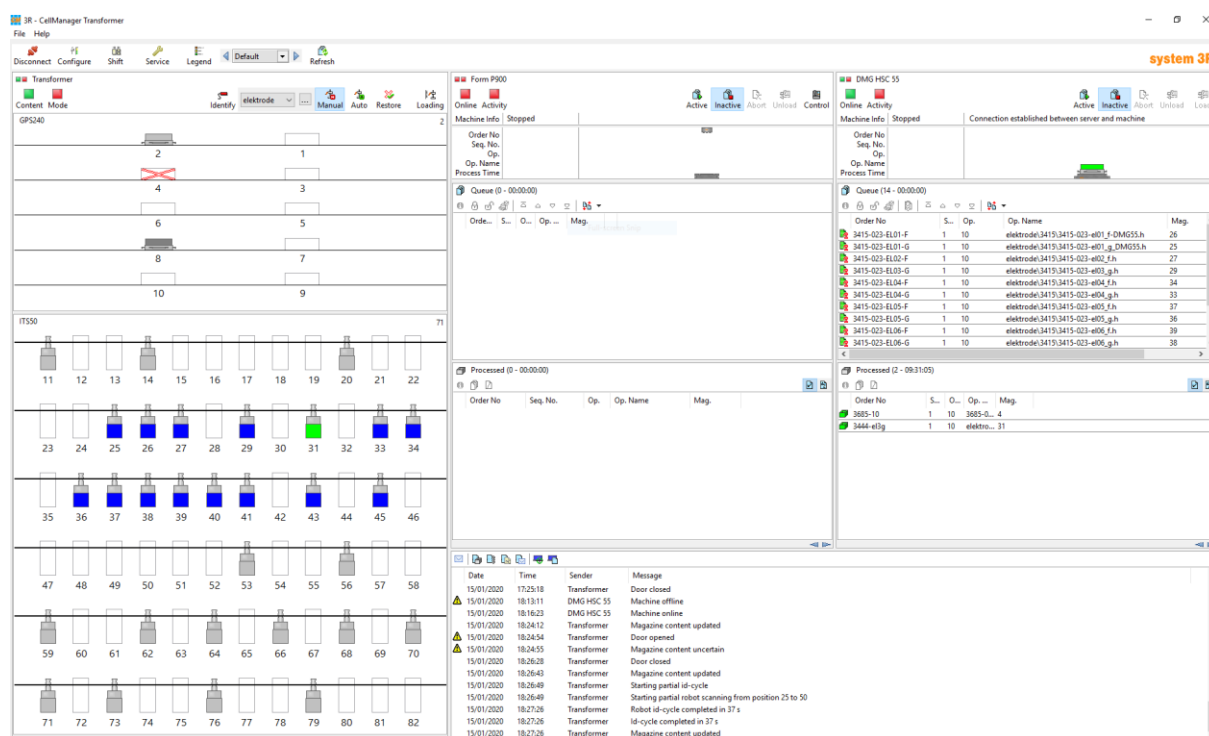 3R - CellManager Transformer
File Help
Disconnect Configure Shift Service Legend Default Refresh
system 3R
Transformer
Content Mode Identify elektrode ... Manual Auto Restore Loading
GPS240 2
2 1
4 3
6 5
8 7
10 9
ITS50 71
11 12 13 14 15 16 17 18 19 20 21 22
23 24 25 26 27 28 29 30 31 32 33 34
35 36 37 38 39 40 41 42 43 44 45 46
47 48 49 50 51 52 53 54 55 56 57 58
59 60 61 62 63 64 65 66 67 68 69 70
71 72 73 74 75 76 77 78 79 80 81 82
Form P900
Online Activity Active Inactive Abort Unload Control
Machine Info Stopped
Order No
Seq. No.
Op.
Op. Name
Process Time
Queue (0 - 00:00:00)
Orde... S... O... Op. ... Mag.
Processed (0 - 00:00:00)
Order No Seq. No. Op. Op. Name Mag.
DMG HSC 55
Online Activity Active Inactive Abort Unload Loa
Machine Info Stopped Connection established between server and machine
Order No
Seq. No.
Op.
Op. Name
Process Time
Queue (14 - 00:00:00)
Order No S... Op. Op. Name Mag.
3415-023-EL01-F 1 10 elektrode\3415\3415-023-el01_f-DMG55.h 26
3415-023-EL01-G 1 10 elektrode\3415\3415-023-el01_g_DMG55.h 25
3415-023-EL02-F 1 10 elektrode\3415\3415-023-el02_f.h 27
3415-023-EL03-G 1 10 elektrode\3415\3415-023-el03_g.h 29
3415-023-EL04-F 1 10 elektrode\3415\3415-023-el04_f.h 34
3415-023-EL04-G 1 10 elektrode\3415\3415-023-el04_g.h 33
3415-023-EL05-F 1 10 elektrode\3415\3415-023-el05_f.h 37
3415-023-EL05-G 1 10 elektrode\3415\3415-023-el05_g.h 36
3415-023-EL06-F 1 10 elektrode\3415\3415-023-el06_f.h 39
3415-023-EL06-G 1 10 elektrode\3415\3415-023-el06_g.h 38
Processed (2 - 09:31:05)
Order No S... O... Op. ... Mag.
3685-10 1 10 3685-0... 4
3444-el3g 1 10 elektro... 31
Date Time Sender Message
15/01/2020 17:25:18 Transformer Door closed
15/01/2020 18:13:11 DMG HSC 55 Machine offline
15/01/2020 18:16:23 DMG HSC 55 Machine online
15/01/2020 18:24:12 Transformer Magazine content updated
15/01/2020 18:24:54 Transformer Door opened
15/01/2020 18:24:55 Transformer Magazine content uncertain
15/01/2020 18:26:28 Transformer Door closed
15/01/2020 18:26:43 Transformer Magazine content updated
15/01/2020 18:26:49 Transformer Starting partial id-cycle
15/01/2020 18:26:49 Transformer Starting partial robot scanning from position 25 to 50
15/01/2020 18:27:26 Transformer Robot id-cycle completed in 37 s
15/01/2020 18:27:26 Transformer Id-cycle completed in 37 s
15/01/2020 18:27:26 Transformer Magazine content updated